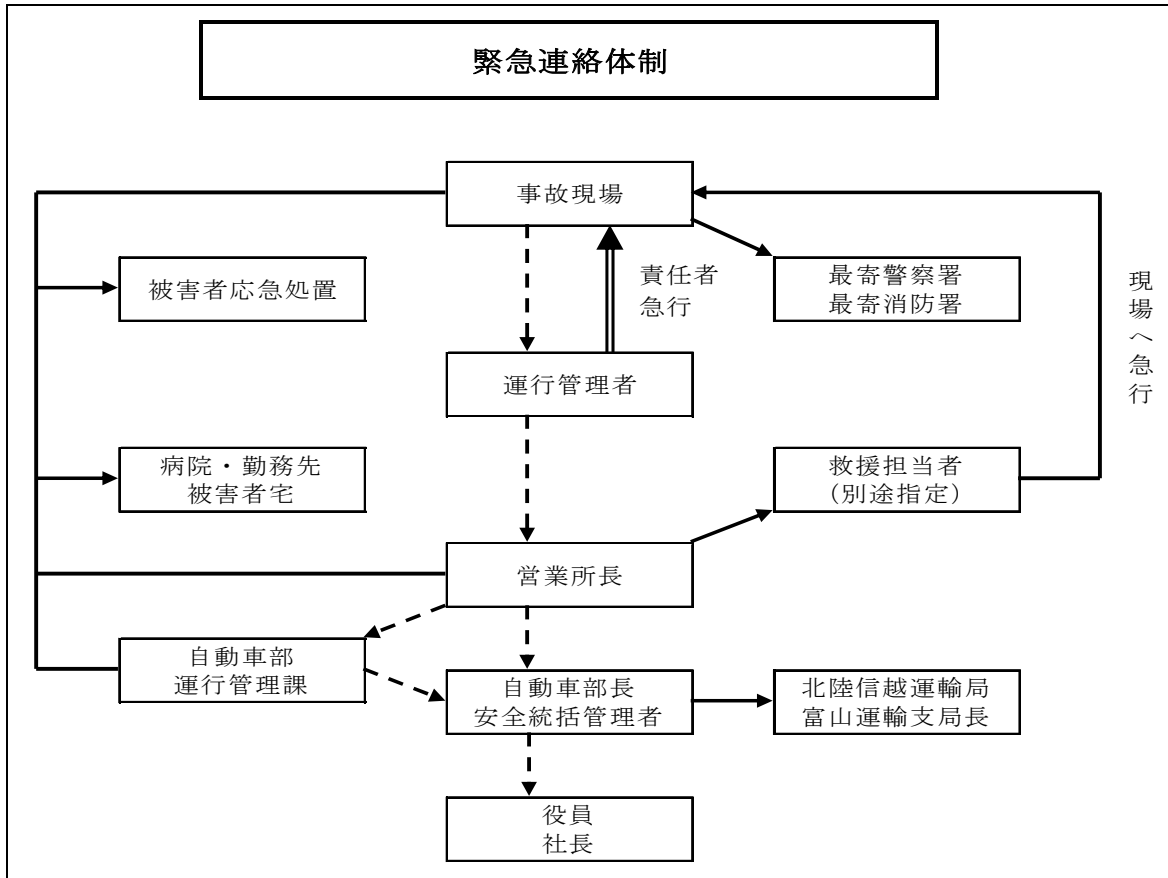 緊急連絡体制
事故現場
被害者応急処置
責任者
急行
最寄警察署
最寄消防署
現場へ急行
運行管理者
病院・勤務先
被害者宅
救援担当者
(別途指定)
営業所長
自動車部
運行管理課
自動車部長
安全統括管理者
北陸信越運輸局
富山運輸支局長
役員
社長